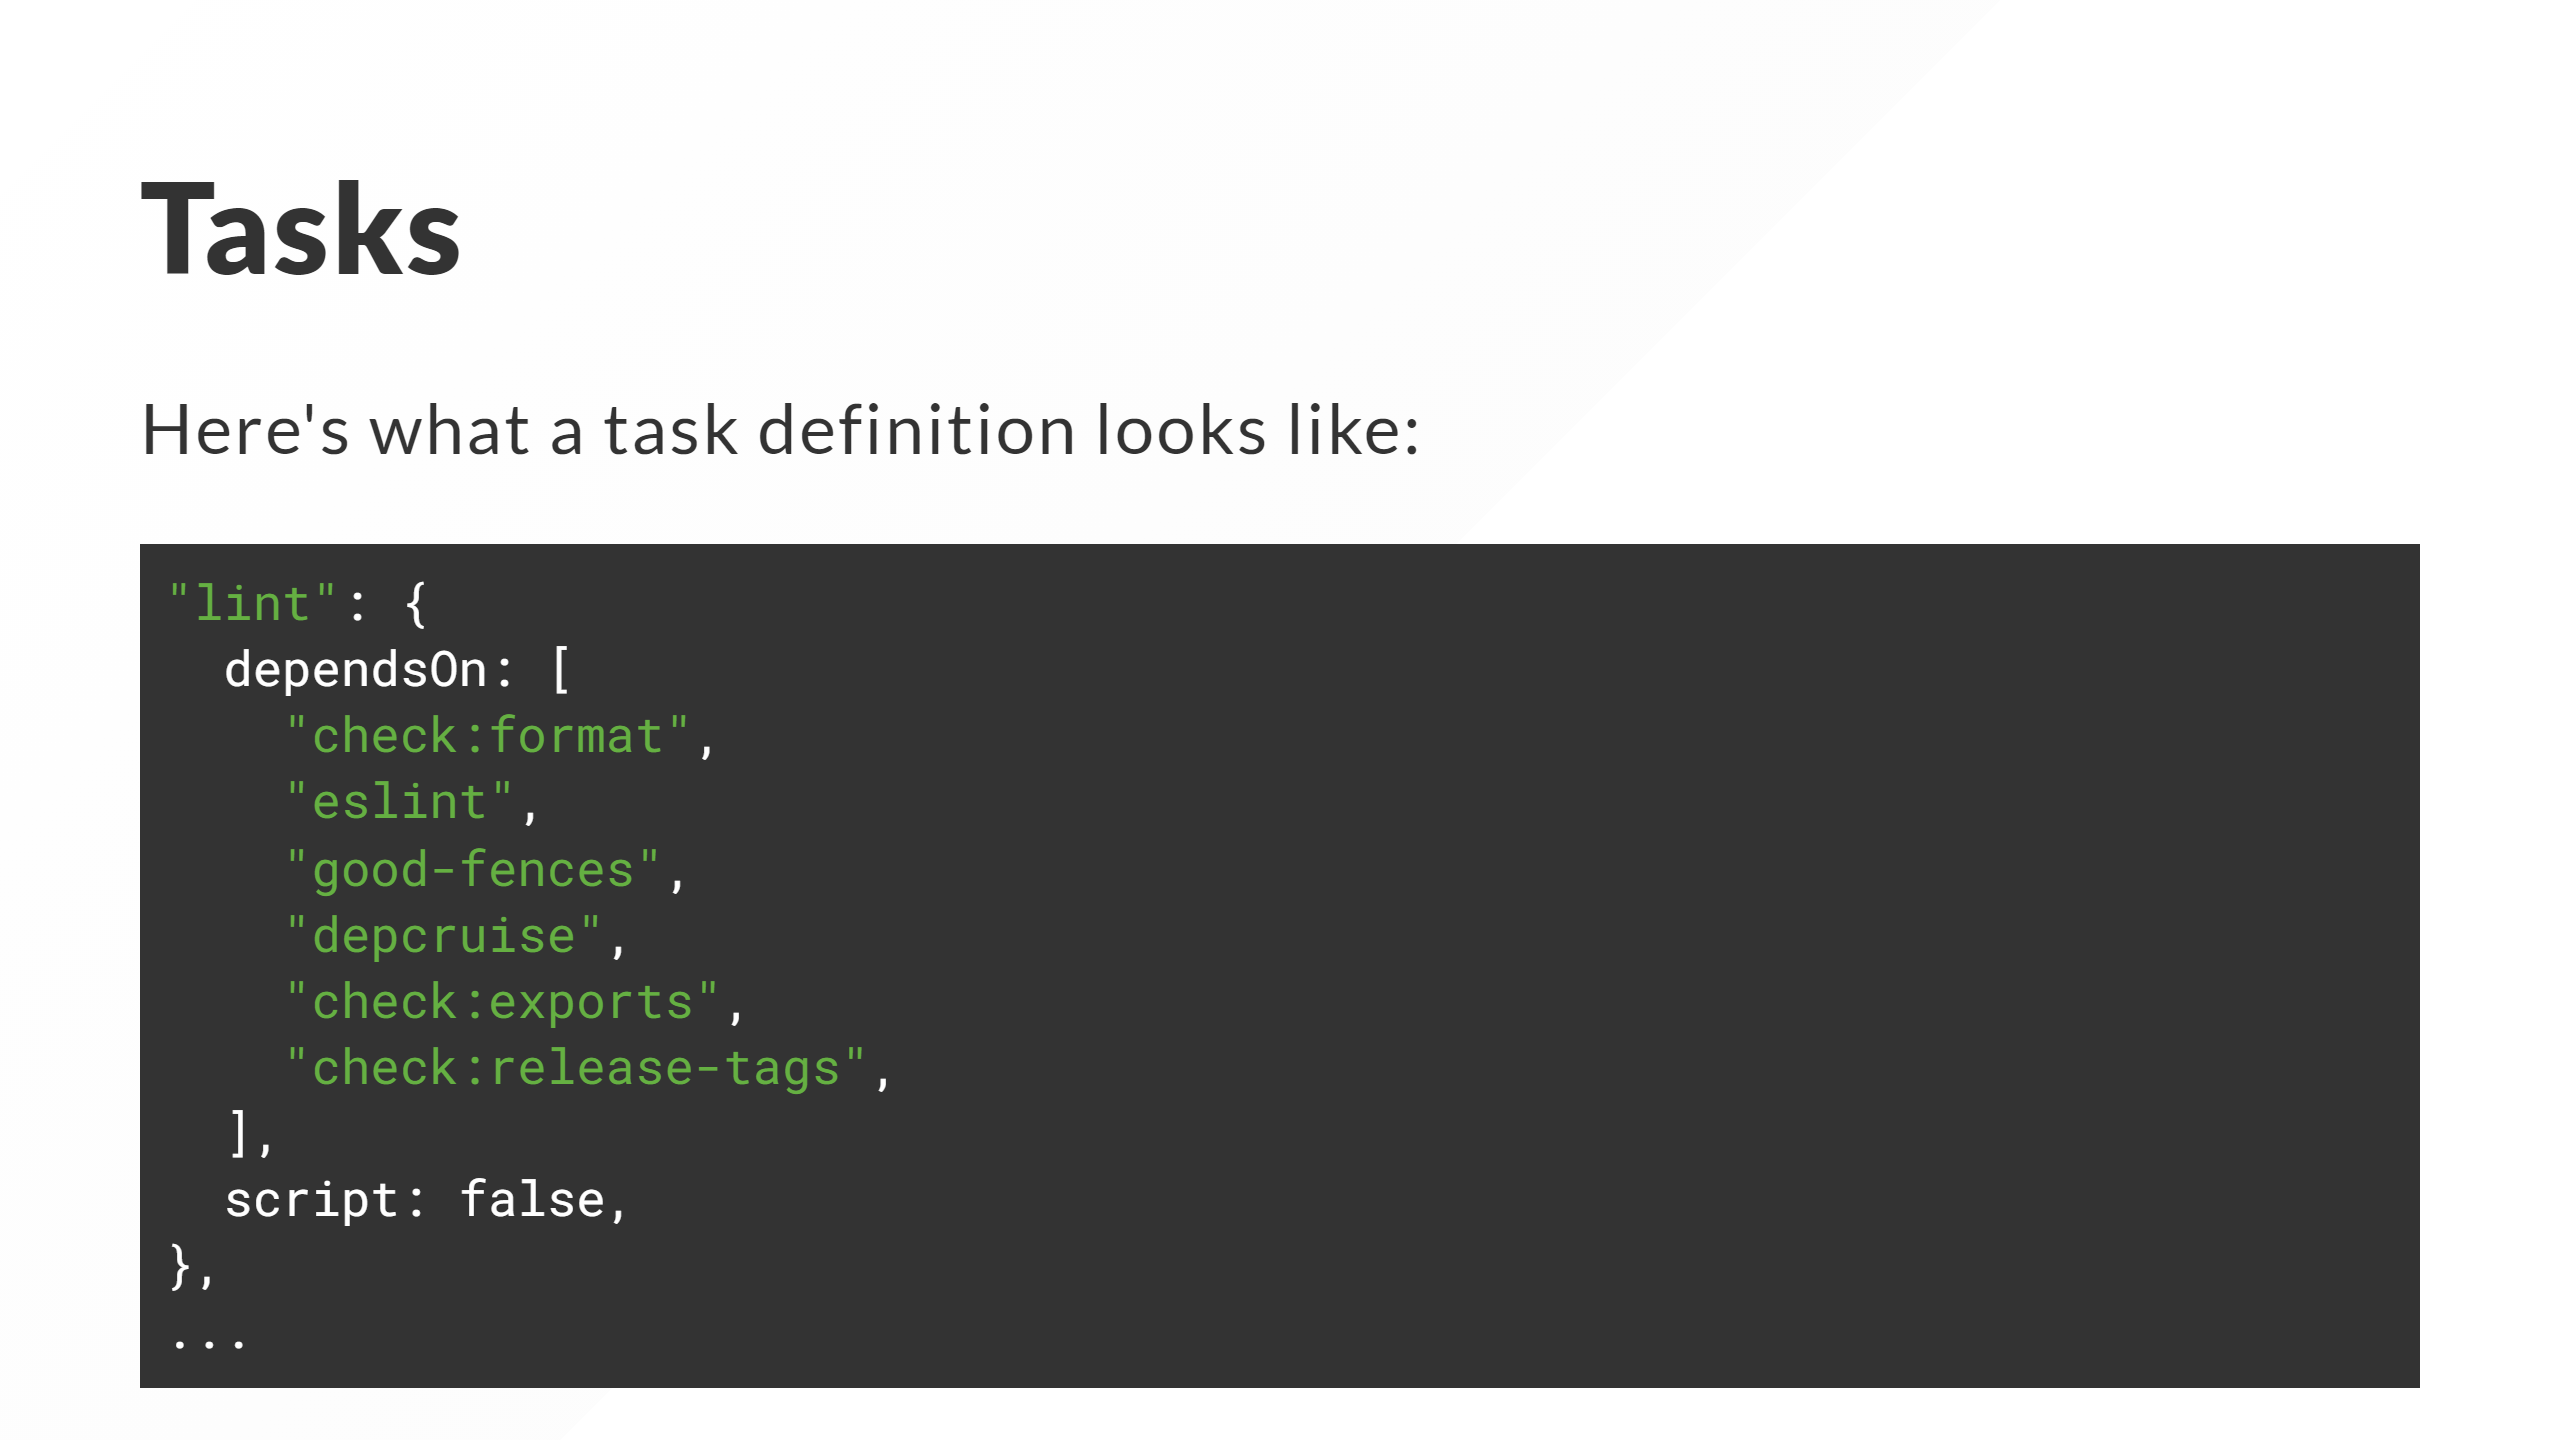 Tasks
Here's what a task definition looks like:
"lint": {
  dependsOn: [
    "check:format",
    "eslint",
    "good-fences",
    "depcruise",
    "check:exports",
    "check:release-tags",
  ],
  script: false,
},
...